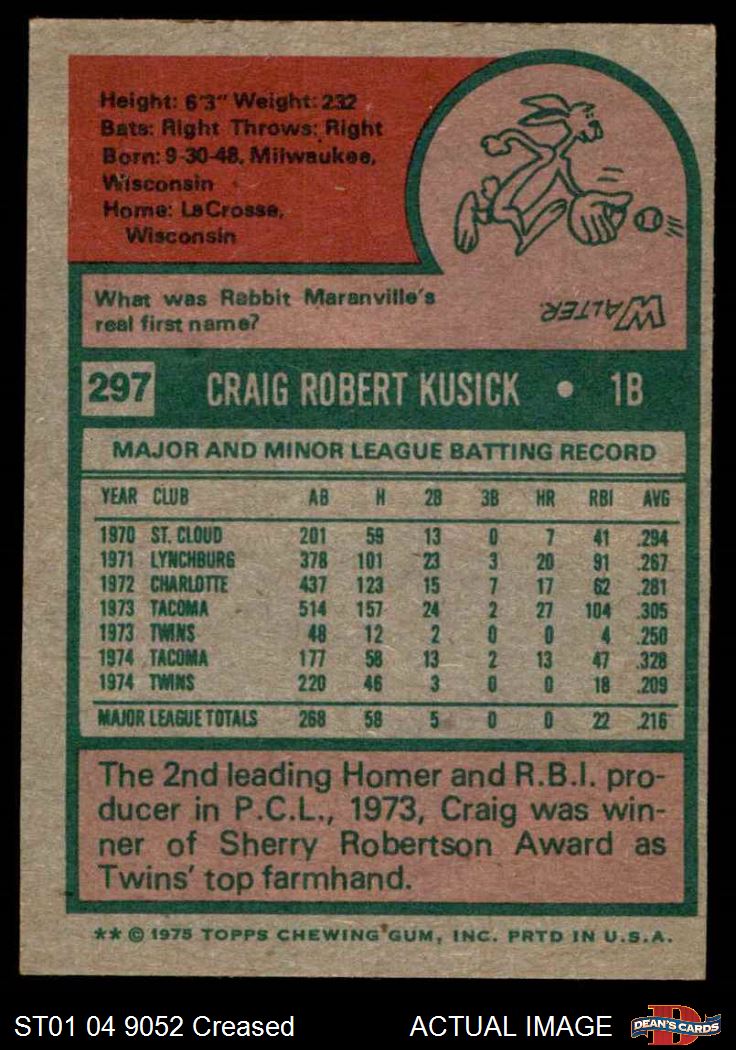 Height: 6'3" Weight: 232
Bats: Right Throws: Right
Born: 9-30-48, Milwaukee,
Wisconsin
Home: LaCrosse,
Wisconsin
What was Rabbit Maranville's
real first name?
WALTER.
297 CRAIG ROBERT KUSICK • 1B
MAJOR AND MINOR LEAGUE BATTING RECORD
YEAR CLUB AB H 2B 3B HR RBI AVG
1970 ST. CLOUD 201 59 13 0 7 41 .294
1971 LYNCHBURG 378 101 23 3 20 91 .267
1972 CHARLOTTE 437 123 15 7 17 62 .281
1973 TACOMA 514 157 24 2 27 104 .305
1973 TWINS 48 12 2 0 0 4 .250
1974 TACOMA 177 58 13 2 13 47 .328
1974 TWINS 220 46 3 0 0 18 .209
MAJOR LEAGUE TOTALS 268 58 5 0 0 22 .216
The 2nd leading Homer and R.B.I. pro-
ducer in P.C.L., 1973, Craig was win-
ner of Sherry Robertson Award as
Twins' top farmhand.
** © 1975 TOPPS CHEWING GUM, INC. PRTD IN U.S.A.
ST01 04 9052 Creased ACTUAL IMAGE
DEAN'S CARDS